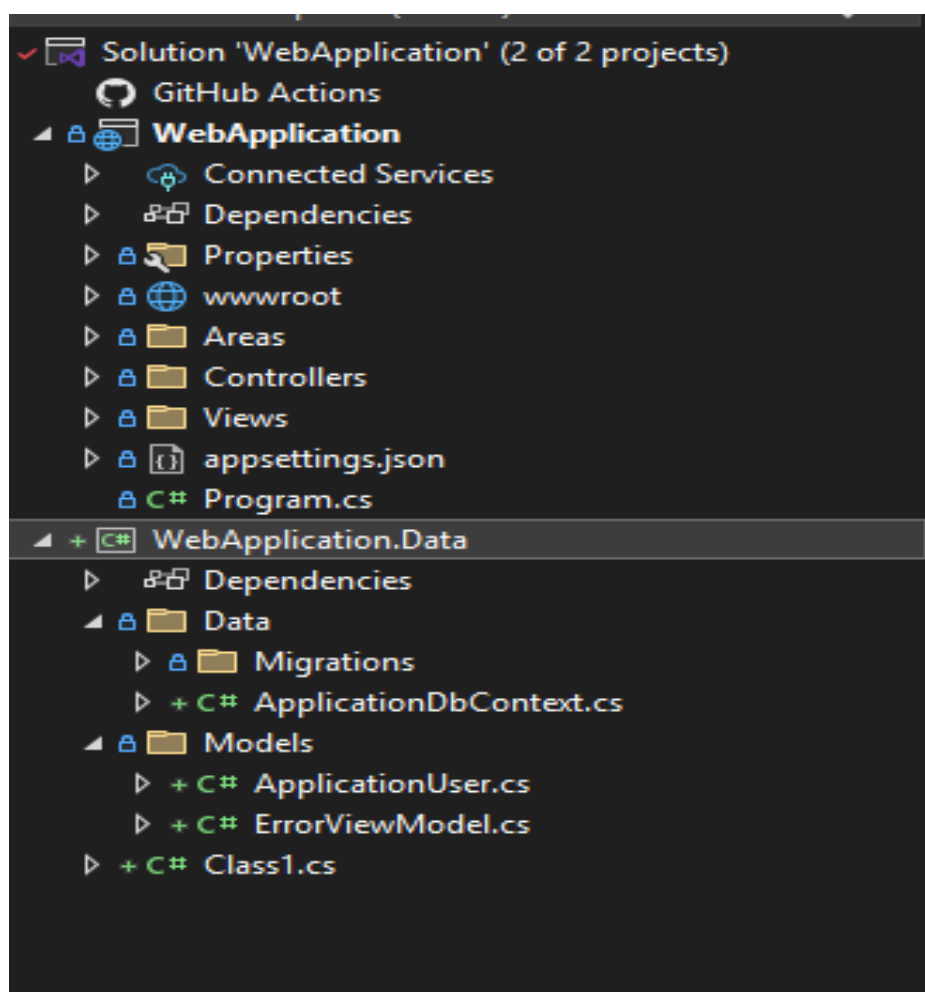 Solution 'WebApplication' (2 of 2 projects)
GitHub Actions
WebApplication
Connected Services
Dependencies
Properties
wwwroot
Areas
Controllers
Views
appsettings.json
C# Program.cs
C# WebApplication.Data
Dependencies
Data
Migrations
C# ApplicationDbContext.cs
Models
C# ApplicationUser.cs
C# ErrorViewModel.cs
C# Class1.cs